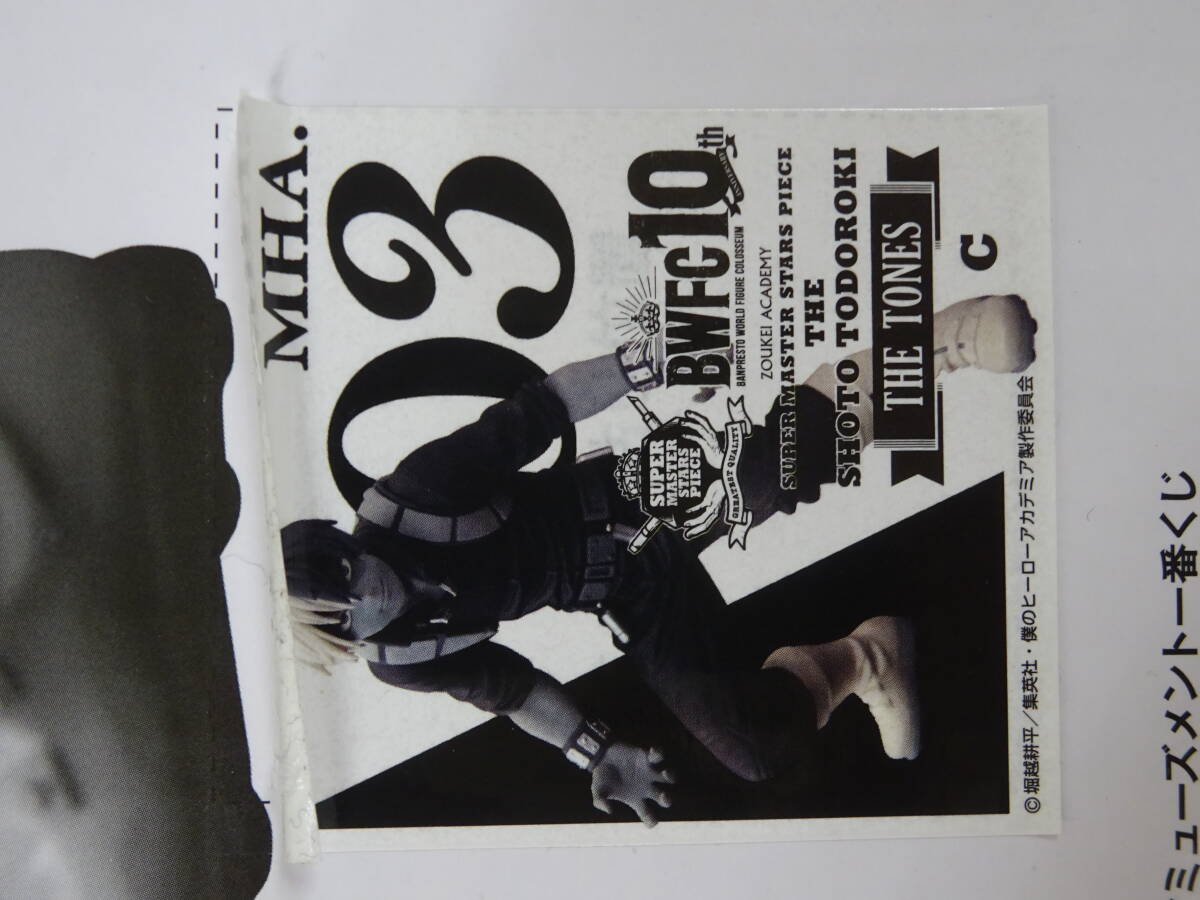 MHA.
03
BWFC10th
ANNIVERSARY
BANPRESTO WORLD FIGURE COLOSSEUM
ZOUKEI ACADEMY
SUPER MASTER STARS PIECE
THE
SHOTO TODOROKI
THE TONES
C
SUPER
MASTER
STARS
PIECE
GREATEST QUALITY
©堀越耕平／集英社・僕のヒーローアカデミア製作委員会
ミューズメント一番くじ